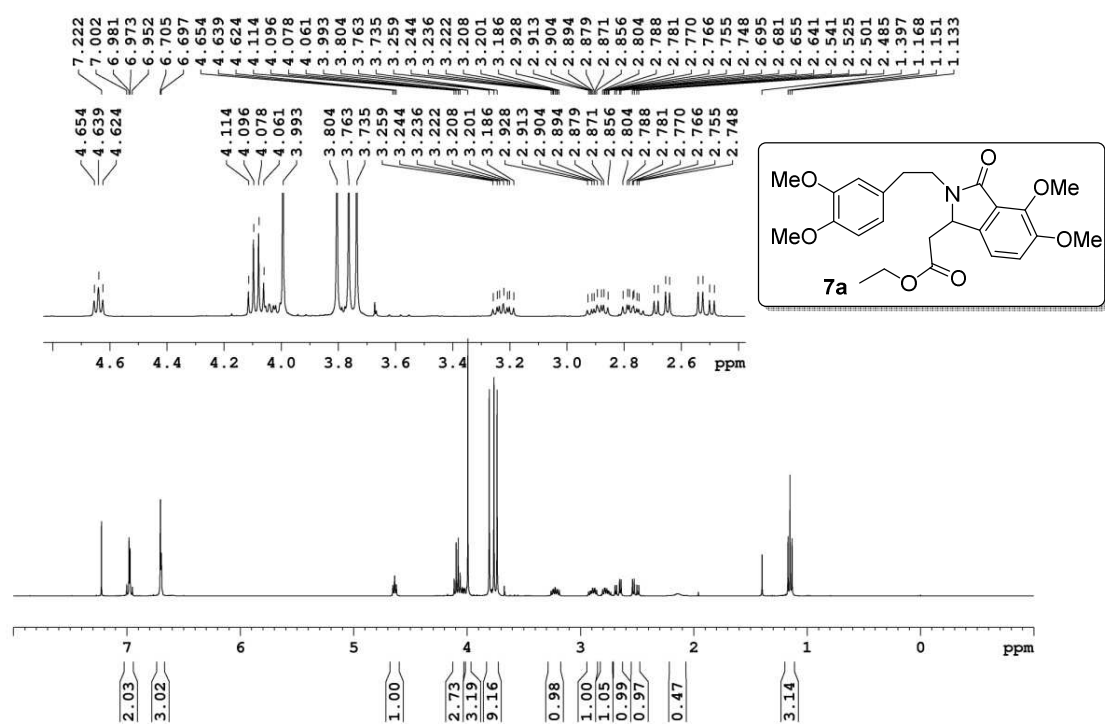 7.222 7.002 6.981 6.973 6.952 6.705 6.697 4.654 4.639 4.624 4.114 4.096 4.078 4.061 3.993 3.804 3.763 3.735 3.259 3.244 3.236 3.222 3.208 3.201 3.186 2.928 2.913 2.904 2.894 2.879 2.871 2.856 2.804 2.788 2.781 2.770 2.766 2.755 2.748 2.695 2.681 2.655 2.641 2.541 2.525 2.501 2.485 1.397 1.168 1.151 1.133
4.654 4.639 4.624 4.114 4.096 4.078 4.061 3.993 3.804 3.763 3.735 3.259 3.244 3.236 3.222 3.208 3.201 3.186 2.928 2.913 2.904 2.894 2.879 2.871 2.856 2.804 2.788 2.781 2.770 2.766 2.755 2.748
MeO
MeO
N
O
OMe
OMe
O
O
7a
4.6 4.4 4.2 4.0 3.8 3.6 3.4 3.2 3.0 2.8 2.6 ppm
7 6 5 4 3 2 1 ppm
2.03 3.02 1.00 2.73 3.19 9.16 0.98 1.00 1.05 0.99 0.97 0.47 3.14